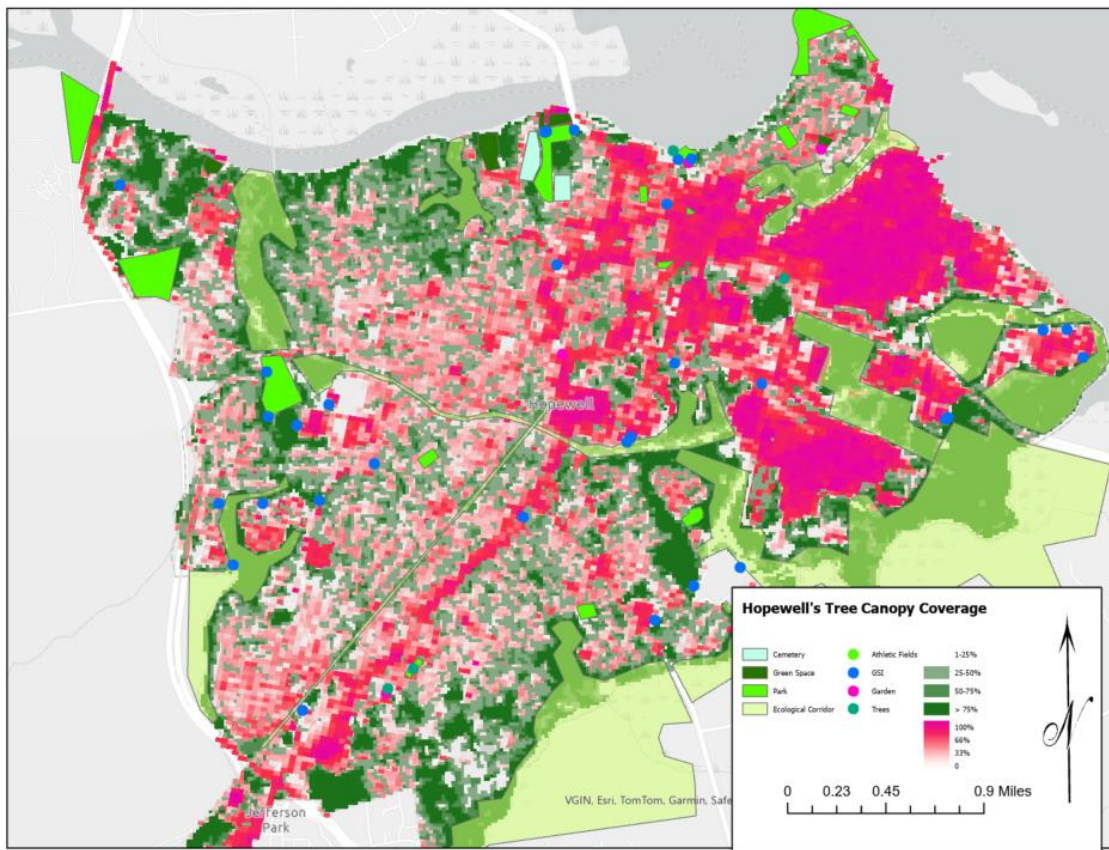 Hopewell
Hopewell's Tree Canopy Coverage
Cemetery
Green Space
Park
Ecological Corridor
Athletic Fields
GSI
Garden
Trees
1-25%
25-50%
50-75%
> 75%
100%
66%
33%
0
0 0.23 0.45 0.9 Miles
N
VGIN, Esri, TomTom, Garmin, Safe
Jefferson
Park